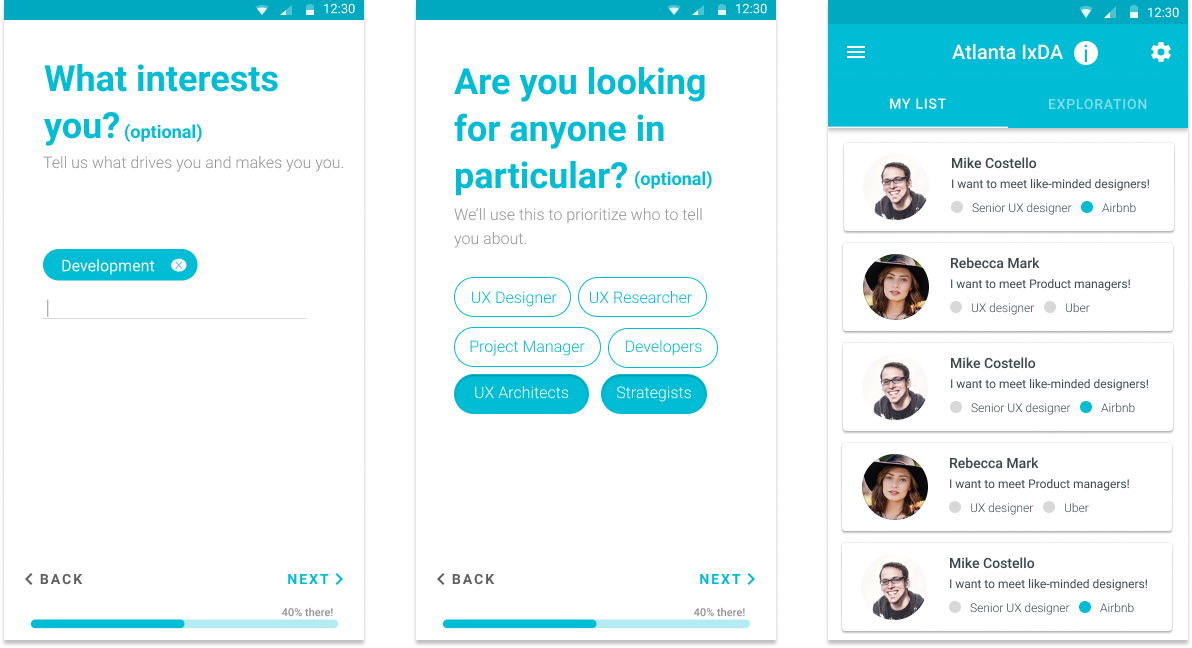 12:30
What interests
you? (optional)
Tell us what drives you and makes you you.
Development
BACK
NEXT
40% there!
12:30
Are you looking
for anyone in
particular? (optional)
We'll use this to prioritize who to tell
you about.
UX Designer
UX Researcher
Project Manager
Developers
UX Architects
Strategists
BACK
NEXT
40% there!
12:30
Atlanta IxDA i
MY LIST
EXPLORATION
Mike Costello
I want to meet like-minded designers!
Senior UX designer Airbnb
Rebecca Mark
I want to meet Product managers!
UX designer Uber
Mike Costello
I want to meet like-minded designers!
Senior UX designer Airbnb
Rebecca Mark
I want to meet Product managers!
UX designer Uber
Mike Costello
I want to meet like-minded designers!
Senior UX designer Airbnb